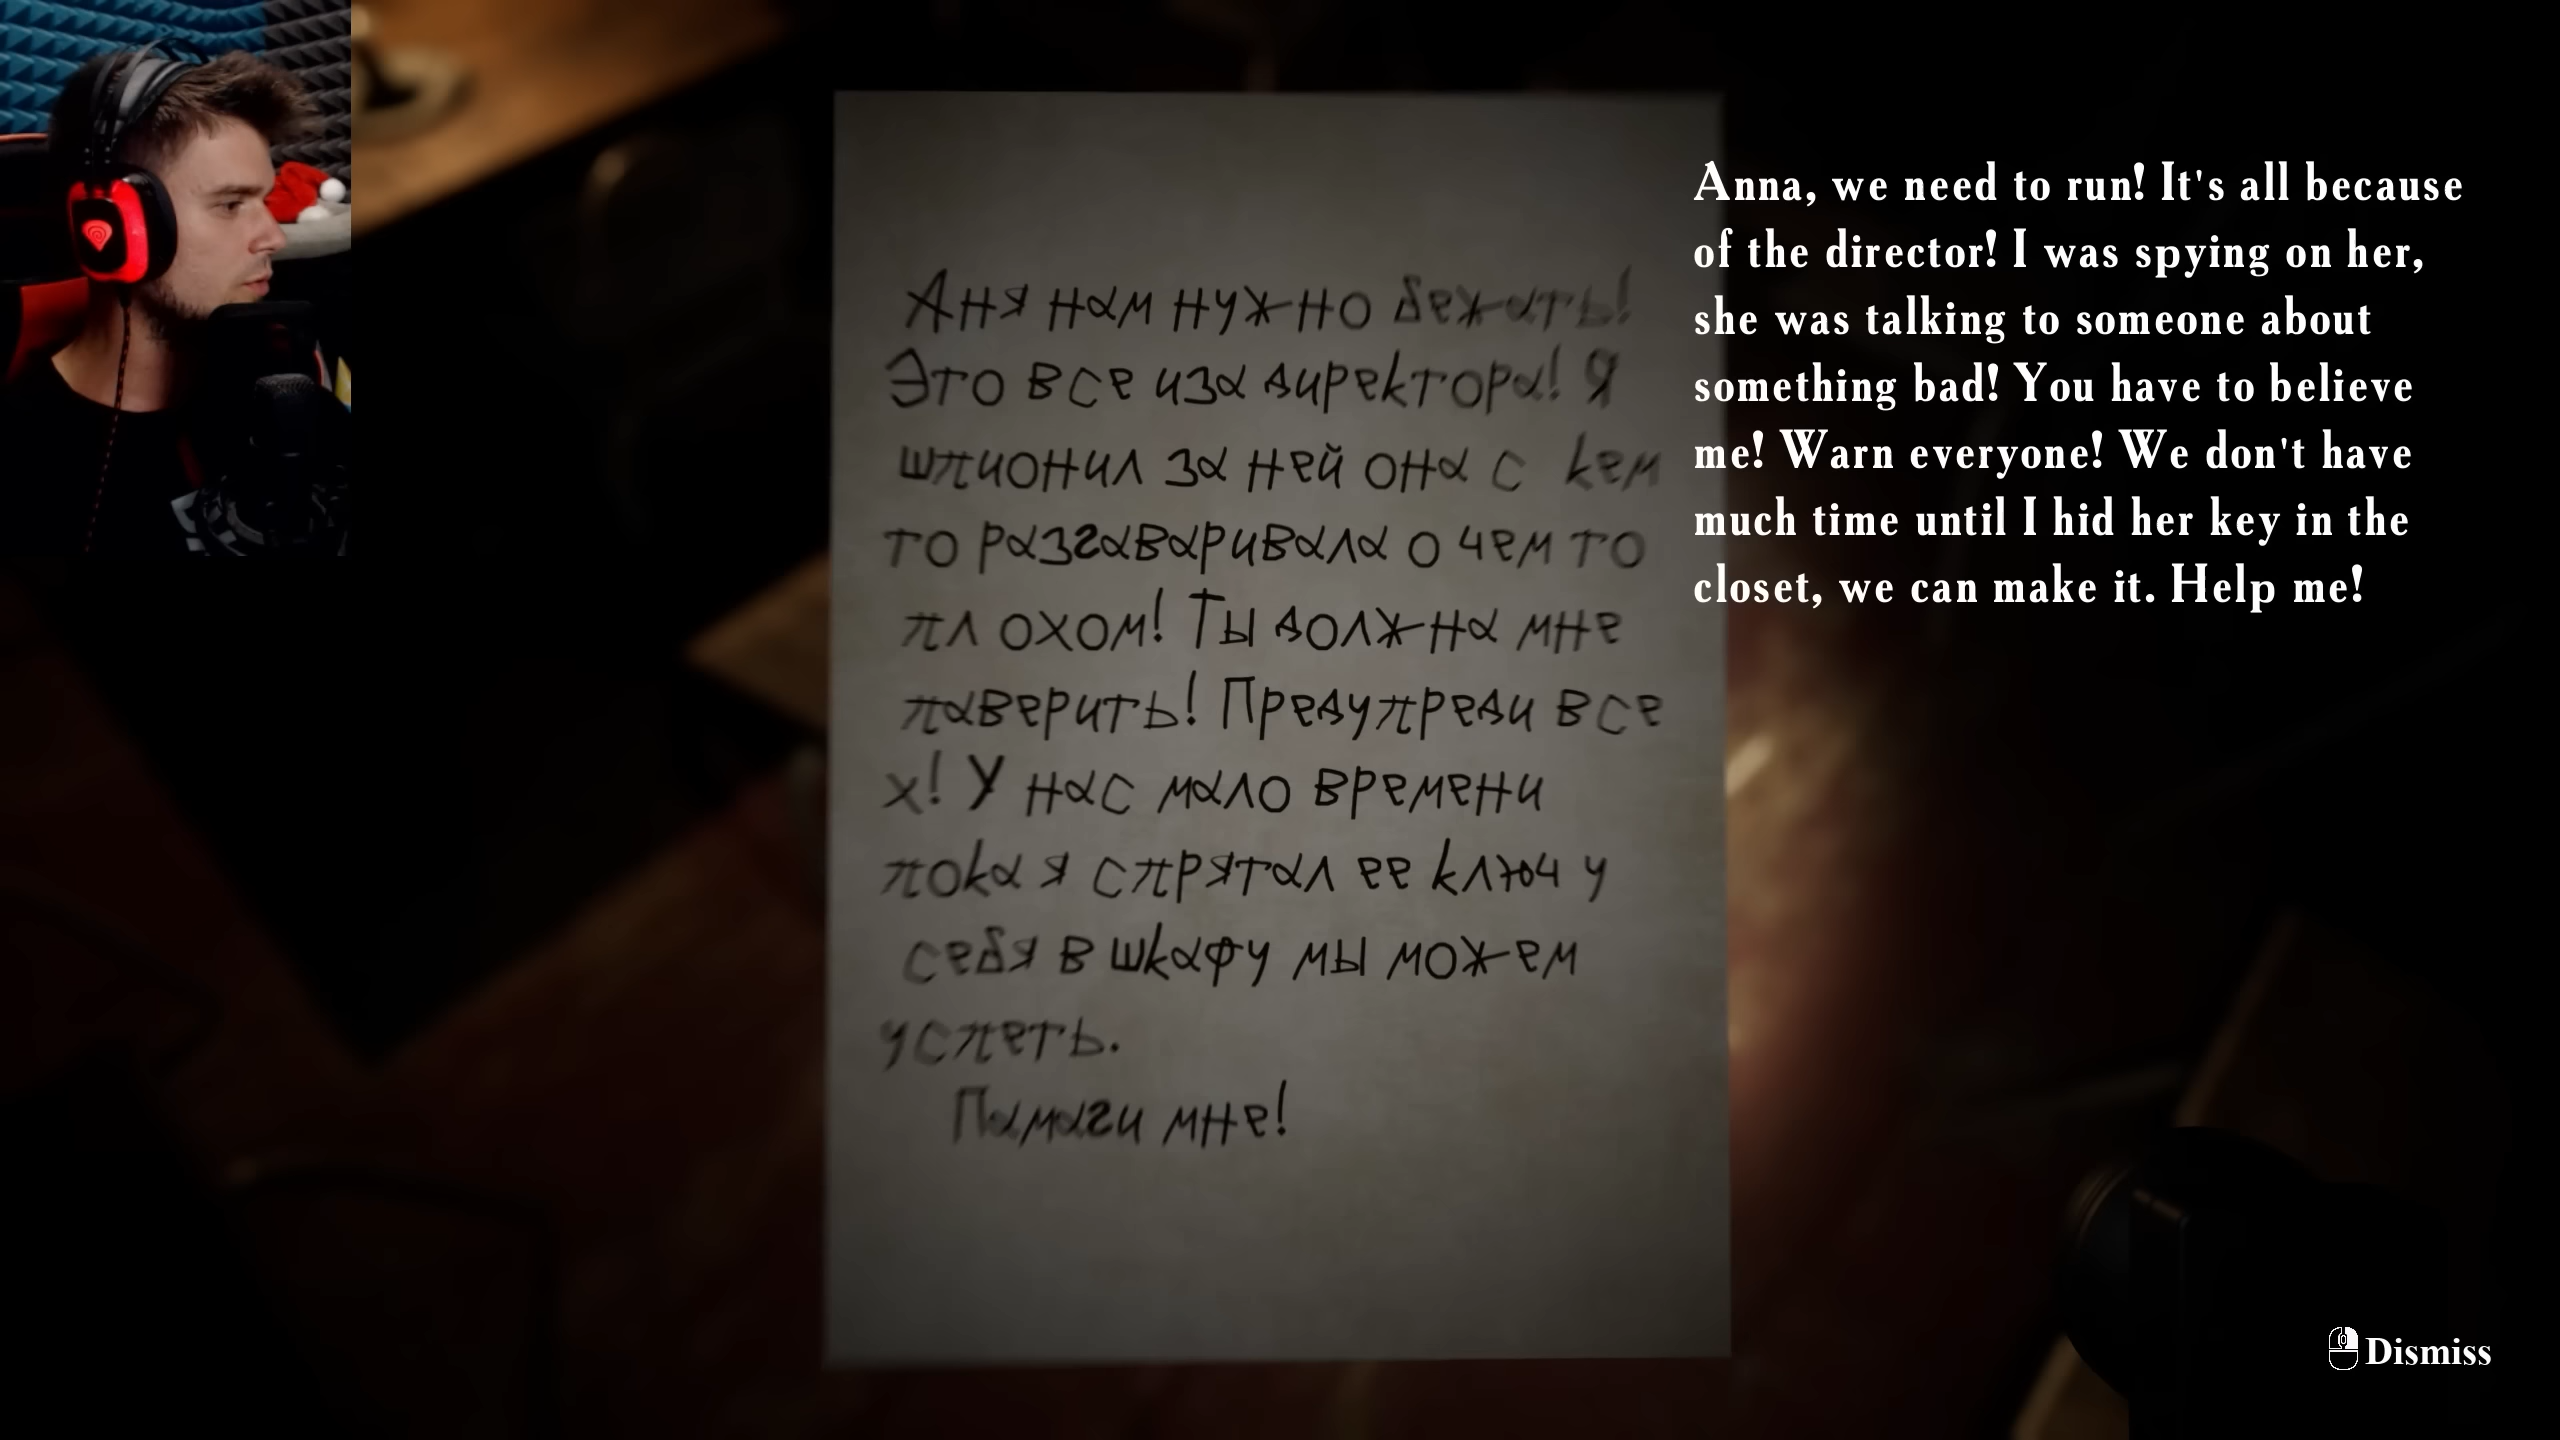 Аня нам нужно бежать!
Это все иза директора! Я
шпионил за ней она с кем
то разгаваривала о чем то
пл охом! Ты должна мне
паверить! Предупреди все
х! У нас мало времени
пока я спрятал ее ключ у
себя в шкафу мы можем
успеть.
Памаги мне!
Anna, we need to run! It's all because
of the director! I was spying on her,
she was talking to someone about
something bad! You have to believe
me! Warn everyone! We don't have
much time until I hid her key in the
closet, we can make it. Help me!
Dismiss